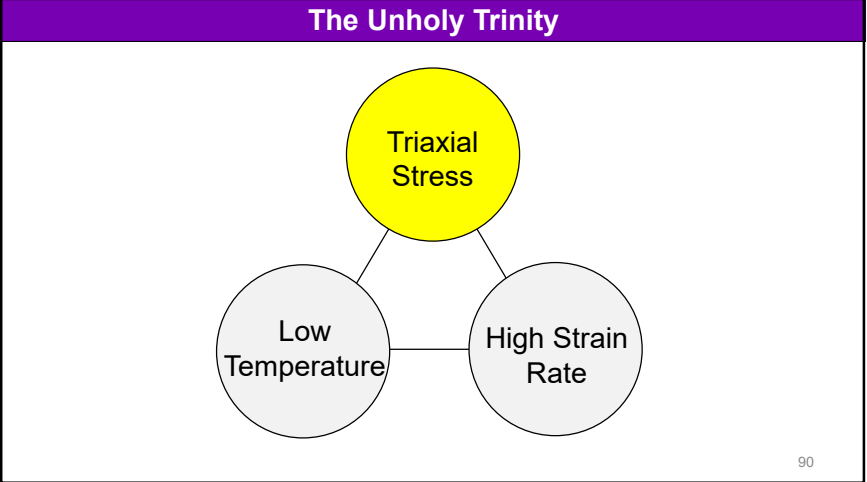 The Unholy Trinity
Triaxial
Stress
Low
Temperature
High Strain
Rate
90